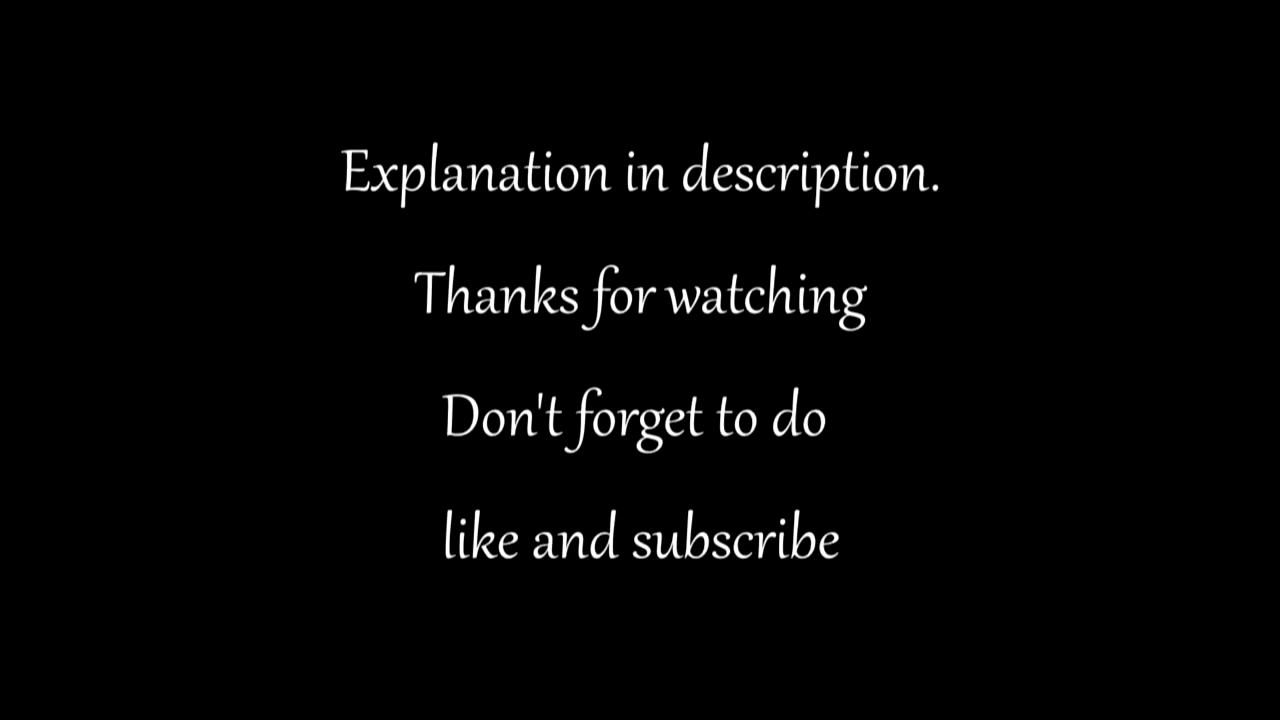 Explanation in description.
Thanks for watching
Don't forget to do
like and subscribe